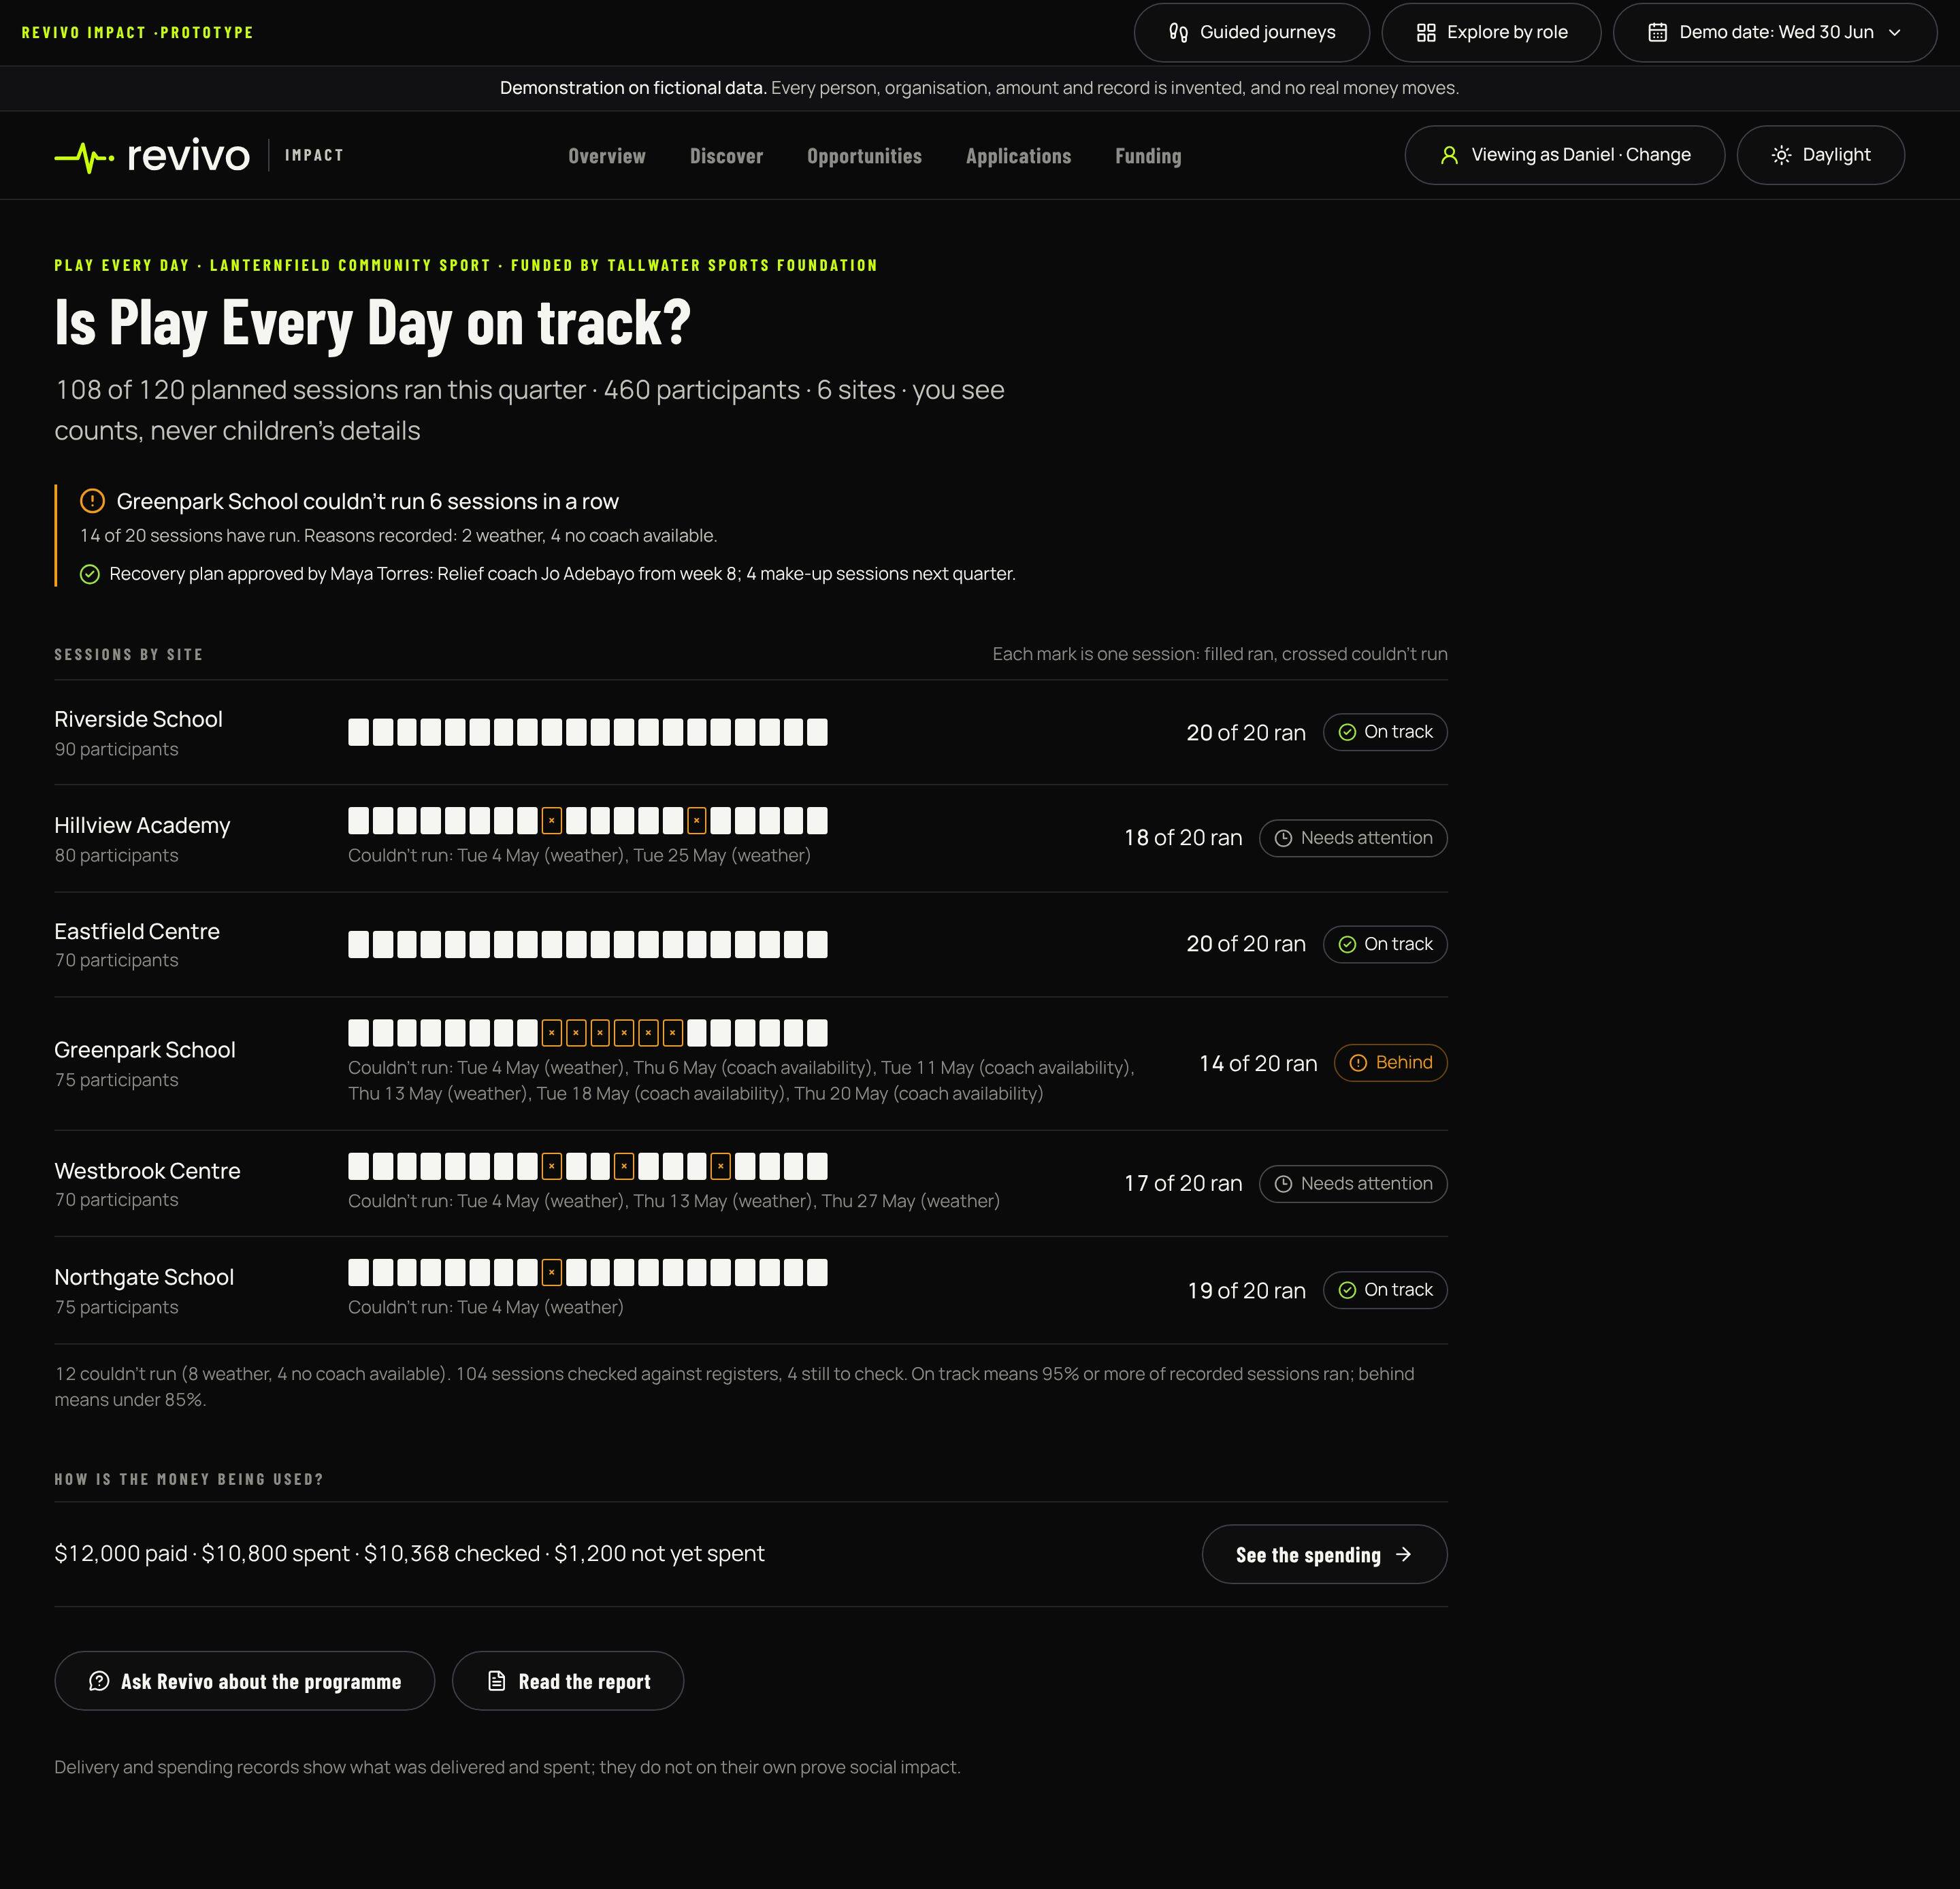 REVIVO IMPACT ·PROTOTYPE
Guided journeys
Explore by role
Demo date: Wed 30 Jun
Demonstration on fictional data. Every person, organisation, amount and record is invented, and no real money moves.
revivo
IMPACT
Overview
Discover
Opportunities
Applications
Funding
Viewing as Daniel · Change
Daylight
PLAY EVERY DAY · LANTERNFIELD COMMUNITY SPORT · FUNDED BY TALLWATER SPORTS FOUNDATION
Is Play Every Day on track?
108 of 120 planned sessions ran this quarter · 460 participants · 6 sites · you see
counts, never children’s details
Greenpark School couldn’t run 6 sessions in a row
14 of 20 sessions have run. Reasons recorded: 2 weather, 4 no coach available.
Recovery plan approved by Maya Torres: Relief coach Jo Adebayo from week 8; 4 make-up sessions next quarter.
SESSIONS BY SITE
Each mark is one session: filled ran, crossed couldn’t run
Riverside School
90 participants
20 of 20 ran
On track
Hillview Academy
80 participants
Couldn’t run: Tue 4 May (weather), Tue 25 May (weather)
18 of 20 ran
Needs attention
Eastfield Centre
70 participants
20 of 20 ran
On track
Greenpark School
75 participants
Couldn’t run: Tue 4 May (weather), Thu 6 May (coach availability), Tue 11 May (coach availability),
Thu 13 May (weather), Tue 18 May (coach availability), Thu 20 May (coach availability)
14 of 20 ran
Behind
Westbrook Centre
70 participants
Couldn’t run: Tue 4 May (weather), Thu 13 May (weather), Thu 27 May (weather)
17 of 20 ran
Needs attention
Northgate School
75 participants
Couldn’t run: Tue 4 May (weather)
19 of 20 ran
On track
12 couldn’t run (8 weather, 4 no coach available). 104 sessions checked against registers, 4 still to check. On track means 95% or more of recorded sessions ran; behind
means under 85%.
HOW IS THE MONEY BEING USED?
$12,000 paid · $10,800 spent · $10,368 checked · $1,200 not yet spent
See the spending
Ask Revivo about the programme
Read the report
Delivery and spending records show what was delivered and spent; they do not on their own prove social impact.